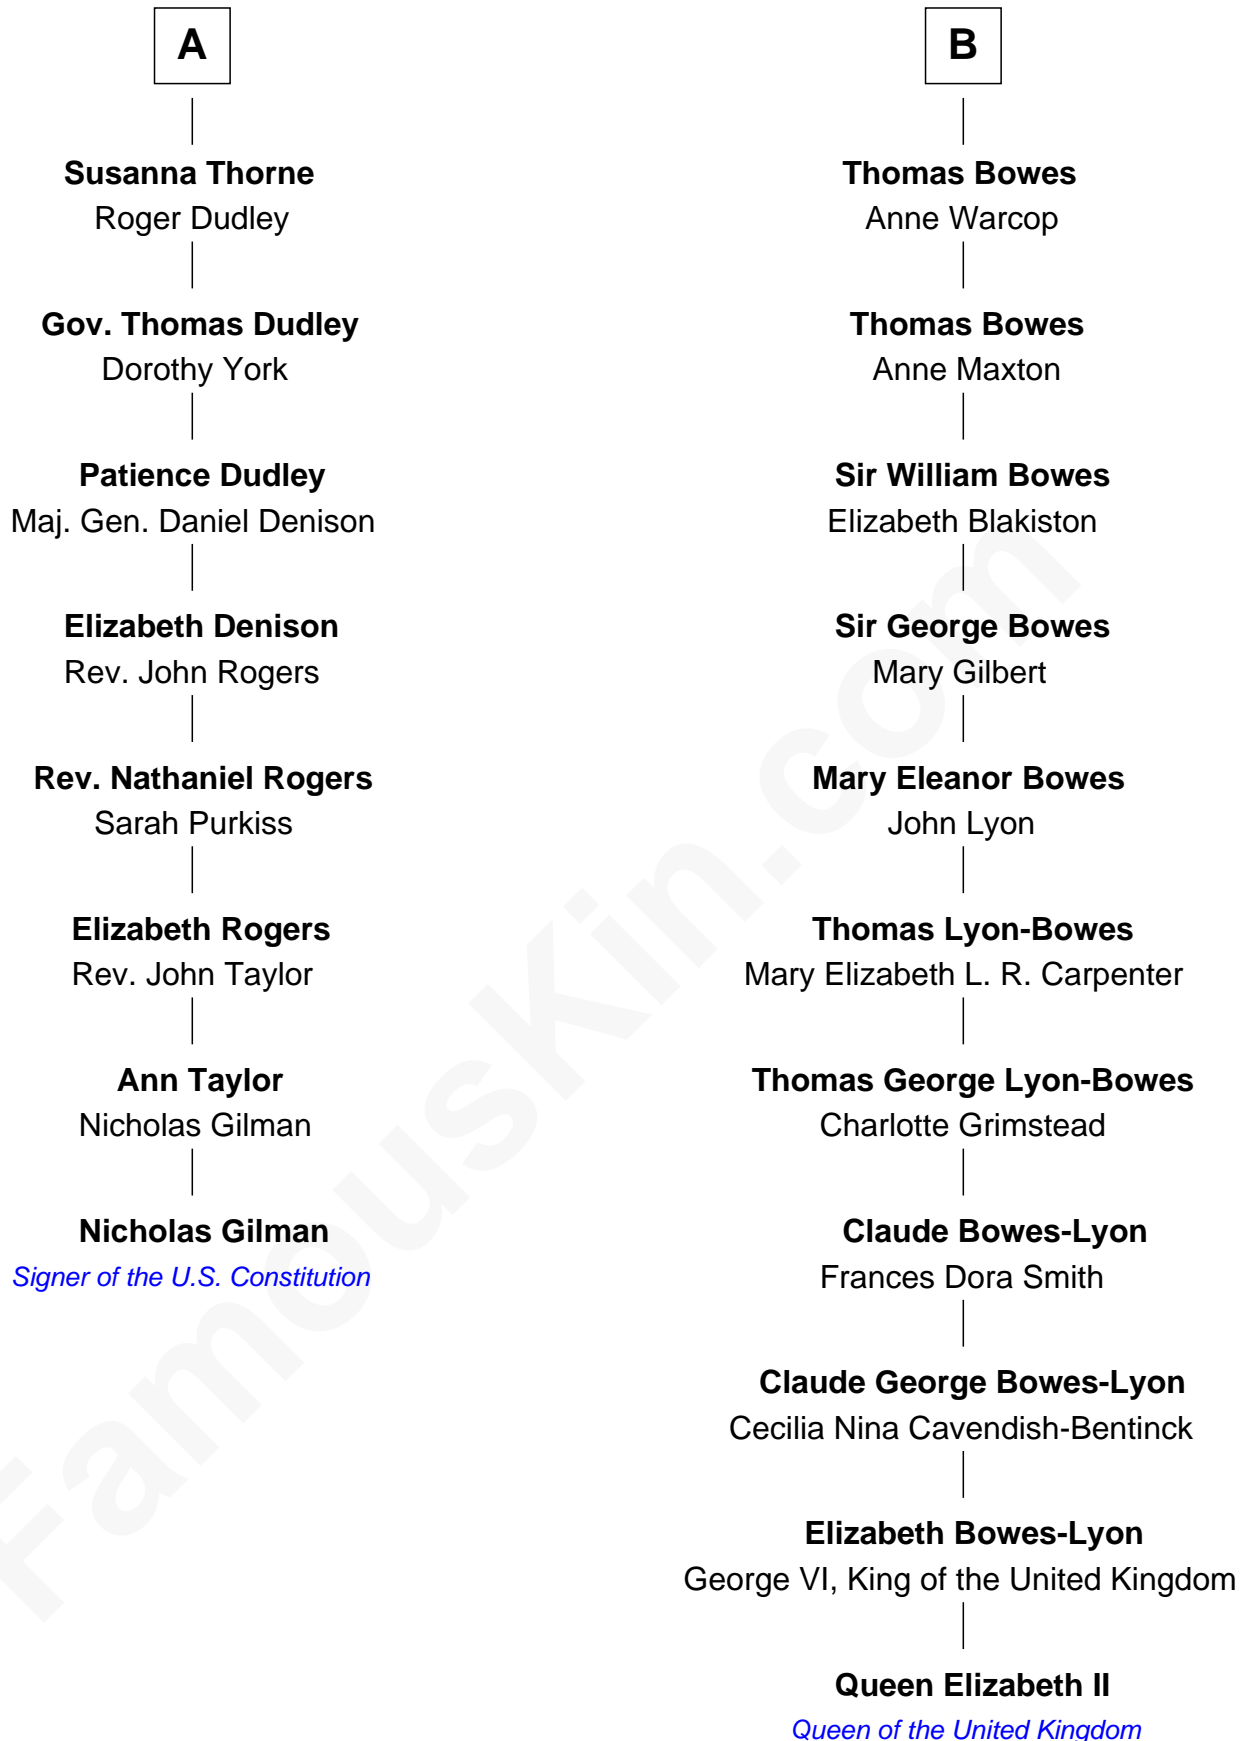 A
Susanna Thorne
Roger Dudley
Gov. Thomas Dudley
Dorothy York
Patience Dudley
Maj. Gen. Daniel Denison
Elizabeth Denison
Rev. John Rogers
Rev. Nathaniel Rogers
Sarah Purkiss
Elizabeth Rogers
Rev. John Taylor
Ann Taylor
Nicholas Gilman
Nicholas Gilman
Signer of the U.S. Constitution
B
Thomas Bowes
Anne Warcop
Thomas Bowes
Anne Maxton
Sir William Bowes
Elizabeth Blakiston
Sir George Bowes
Mary Gilbert
Mary Eleanor Bowes
John Lyon
Thomas Lyon-Bowes
Mary Elizabeth L. R. Carpenter
Thomas George Lyon-Bowes
Charlotte Grimstead
Claude Bowes-Lyon
Frances Dora Smith
Claude George Bowes-Lyon
Cecilia Nina Cavendish-Bentinck
Elizabeth Bowes-Lyon
George VI, King of the United Kingdom
Queen Elizabeth II
Queen of the United Kingdom
FamousKin.com